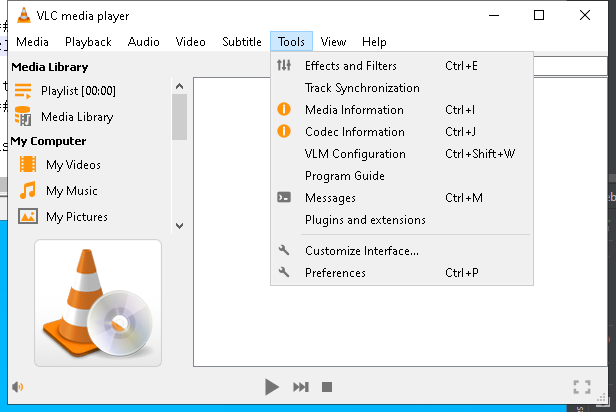 VLC media player
Media Playback Audio Video Subtitle Tools View Help
Media Library
Playlist [00:00]
Media Library
My Computer
My Videos
My Music
My Pictures
Effects and Filters Ctrl+E
Track Synchronization
Media Information Ctrl+I
Codec Information Ctrl+J
VLM Configuration Ctrl+Shift+W
Program Guide
Messages Ctrl+M
Plugins and extensions
Customize Interface...
Preferences Ctrl+P